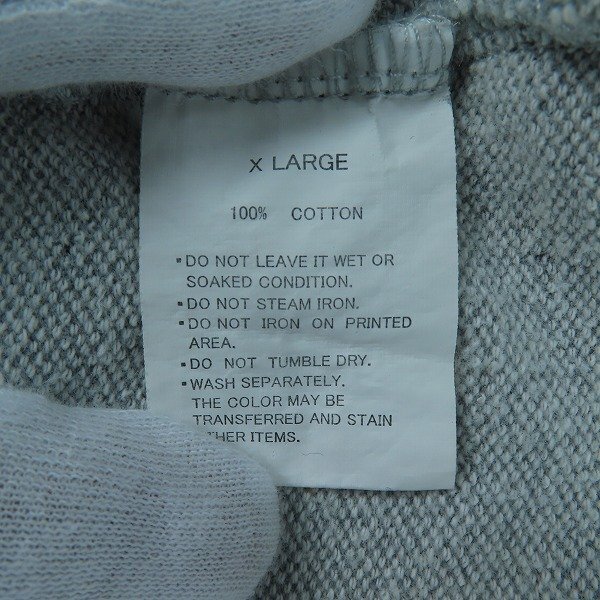 X LARGE
100% COTTON
▪DO NOT LEAVE IT WET OR
SOAKED CONDITION.
▪DO NOT STEAM IRON.
▪DO NOT IRON ON PRINTED
AREA.
▪DO NOT TUMBLE DRY.
▪WASH SEPARATELY.
THE COLOR MAY BE
TRANSFERRED AND STAIN
THER ITEMS.